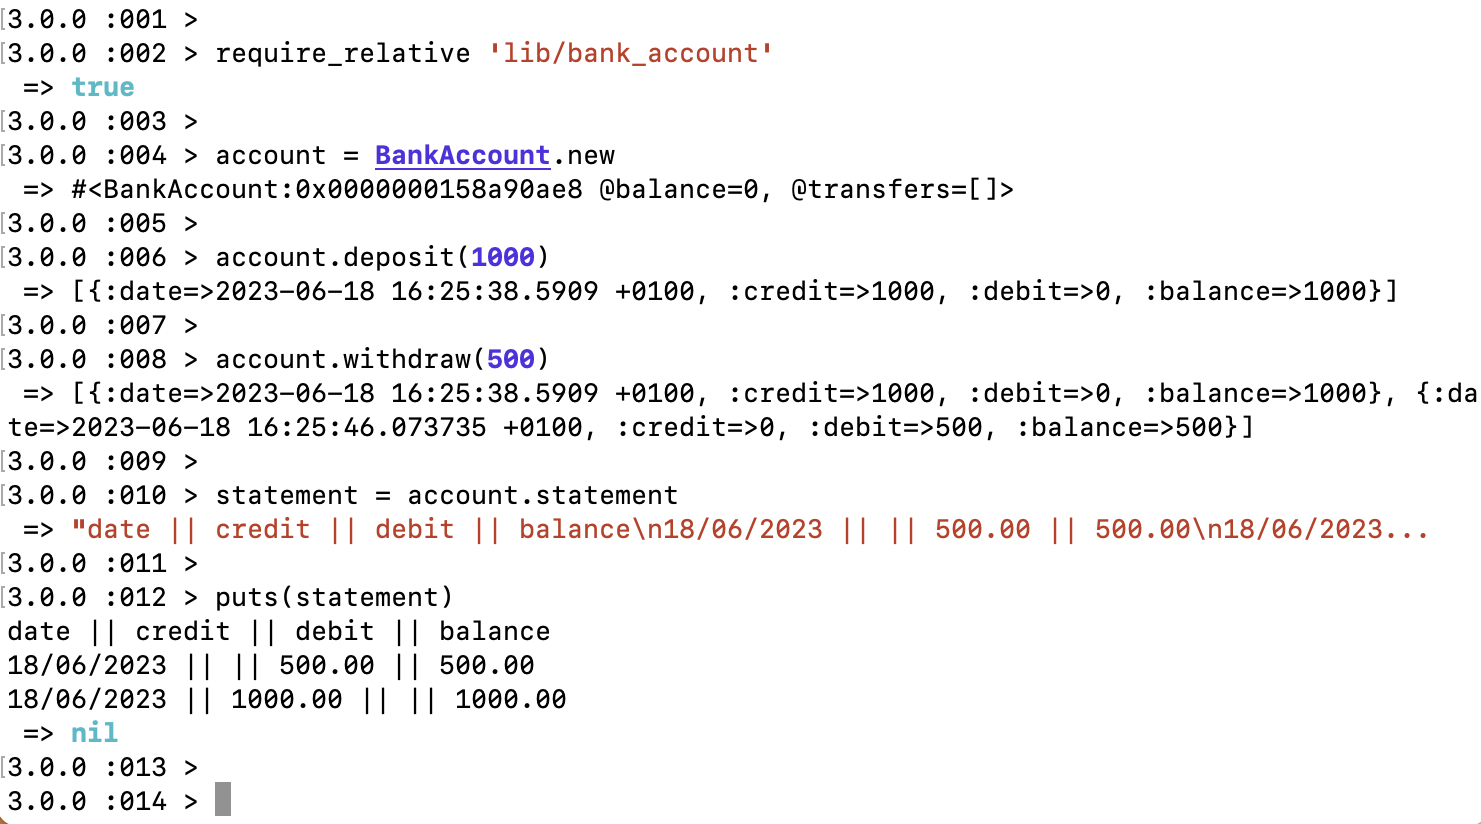 [3.0.0 :001 >
[3.0.0 :002 > require_relative 'lib/bank_account'
 => true
[3.0.0 :003 >
[3.0.0 :004 > account = BankAccount.new
 => #<BankAccount:0x0000000158a90ae8 @balance=0, @transfers=[]>
[3.0.0 :005 >
[3.0.0 :006 > account.deposit(1000)
 => [{:date=>2023-06-18 16:25:38.5909 +0100, :credit=>1000, :debit=>0, :balance=>1000}]
[3.0.0 :007 >
[3.0.0 :008 > account.withdraw(500)
 => [{:date=>2023-06-18 16:25:38.5909 +0100, :credit=>1000, :debit=>0, :balance=>1000}, {:da
te=>2023-06-18 16:25:46.073735 +0100, :credit=>0, :debit=>500, :balance=>500}]
[3.0.0 :009 >
[3.0.0 :010 > statement = account.statement
 => "date || credit || debit || balance\n18/06/2023 || || 500.00 || 500.00\n18/06/2023...
[3.0.0 :011 >
[3.0.0 :012 > puts(statement)
date || credit || debit || balance
18/06/2023 || || 500.00 || 500.00
18/06/2023 || 1000.00 || || 1000.00
 => nil
[3.0.0 :013 >
3.0.0 :014 >